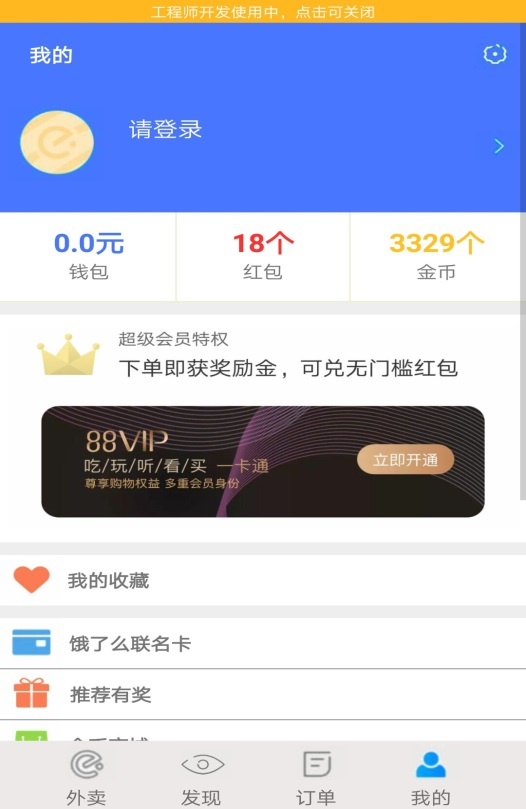 工程师开发使用中，点击可关闭
我的
请登录
0.0元
18个
3329个
钱包
红包
金币
超级会员特权
下单即获奖励金，可兑无门槛红包
88VIP
吃/玩/听/看/买 一卡通
尊享购物权益 多重会员身份
立即开通
我的收藏
饿了么联名卡
推荐有奖
外卖
发现
订单
我的